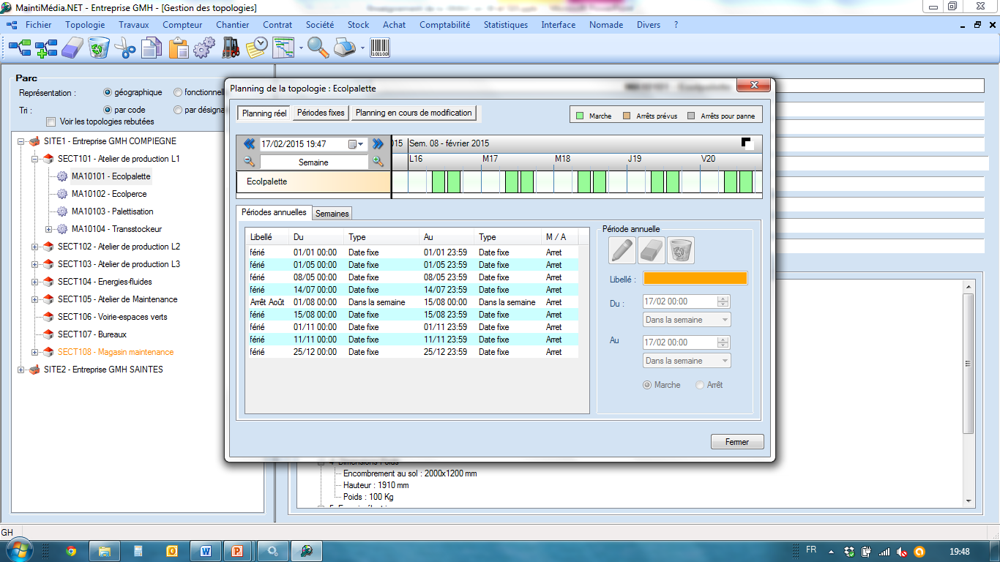 MaintiMédia.NET - Entreprise GMH - [Gestion des topologies]
Fichier Topologie Travaux Compteur Chantier Contrat Société Stock Achat Comptabilité Statistiques Interface Nomade Divers ?
Parc
Représentation : géographique fonctionnell
Tri : par code par désigna
Voir les topologies rebutées
SITE1 - Entreprise GMH COMPIEGNE
SECT101 - Atelier de production L1
MA10101 - Ecolpalette
MA10102 - Ecolperce
MA10103 - Palettisation
MA10104 - Transstockeur
SECT102 - Atelier de production L2
SECT103 - Atelier de production L3
SECT104 - Energies-fluides
SECT105 - Atelier de Maintenance
SECT106 - Voirie-espaces verts
SECT107 - Bureaux
SECT108 - Magasin maintenance
SITE2 - Entreprise GMH SAINTES
Planning de la topologie : Ecolpalette
Planning réel Périodes fixes Planning en cours de modification
Marche Arrêts prévus Arrêts pour panne
17/02/2015 19:47
Semaine
015 Sem. 08 - février 2015
L16 M17 M18 J19 V20
Ecolpalette
Périodes annuelles Semaines
Libellé Du Type Au Type M / A
férié 01/01 00:00 Date fixe 01/01 23:59 Date fixe Arret
férié 01/05 00:00 Date fixe 01/05 23:59 Date fixe Arret
férié 08/05 00:00 Date fixe 08/05 23:59 Date fixe Arret
férié 14/07 00:00 Date fixe 14/07 23:59 Date fixe Arret
Arrêt Août 01/08 00:00 Dans la semaine 15/08 00:00 Dans la semaine Arret
férié 15/08 00:00 Date fixe 15/08 23:59 Date fixe Arret
férié 01/11 00:00 Date fixe 01/11 23:59 Date fixe Arret
férié 11/11 00:00 Date fixe 11/11 23:59 Date fixe Arret
férié 25/12 00:00 Date fixe 25/12 23:59 Date fixe Arret
Période annuelle
Libellé :
Du : 17/02 00:00
Dans la semaine
Au 17/02 00:00
Dans la semaine
Marche Arrêt
Fermer
Encombrement au sol : 2000x1200 mm
Hauteur : 1910 mm
Poids : 100 Kg
GH
FR 19:48